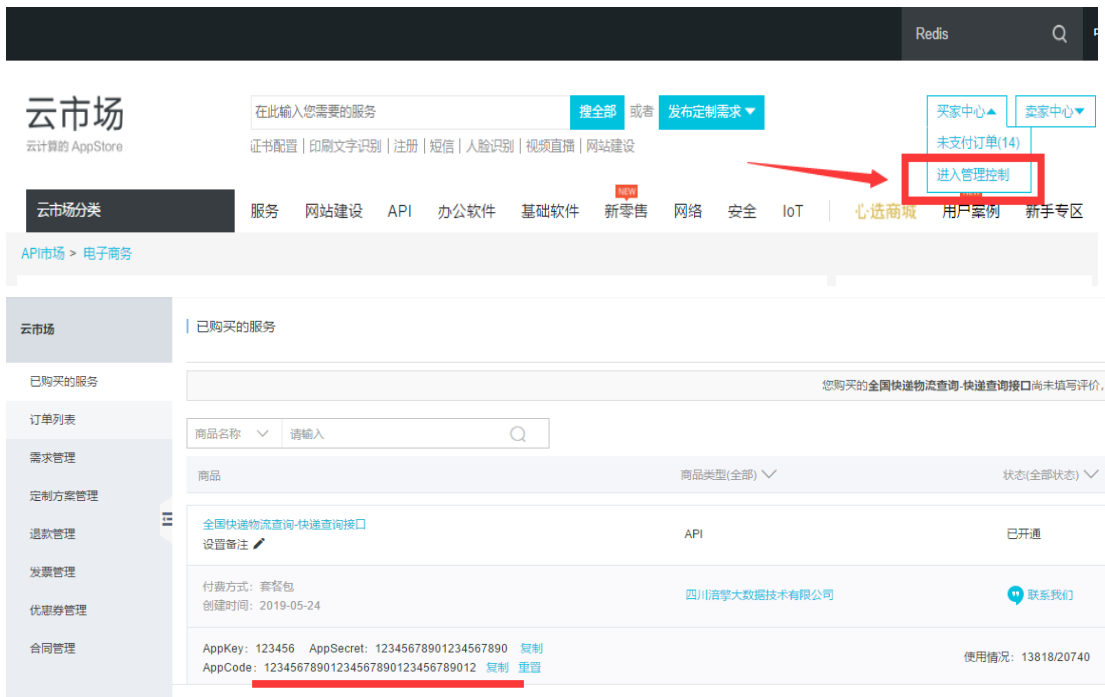 Redis
云市场
云计算的 AppStore
在此输入您需要的服务
搜全部 或者 发布定制需求
买家中心 卖家中心
证书配置 | 印刷文字识别 | 注册 | 短信 | 人脸识别 | 视频直播 | 网站建设
未支付订单(14)
进入管理控制
NEW
云市场分类
服务 网站建设 API 办公软件 基础软件 新零售 网络 安全 IoT 心选商城 用户案例 新手专区
API市场 > 电子商务
云市场
已购买的服务
订单列表
需求管理
定制方案管理
退款管理
发票管理
优惠券管理
合同管理
已购买的服务
您购买的全国快递物流查询-快递查询接口尚未填写评价,
商品名称 请输入
商品 商品类型(全部) 状态(全部状态)
全国快递物流查询-快递查询接口
设置备注
API 已开通
付费方式：套餐包
创建时间：2019-05-24
四川涪擎大数据技术有限公司 联系我们
AppKey：123456 AppSecret：12345678901234567890 复制
AppCode：12345678901234567890123456789012 复制 重置
使用情况：13818/20740